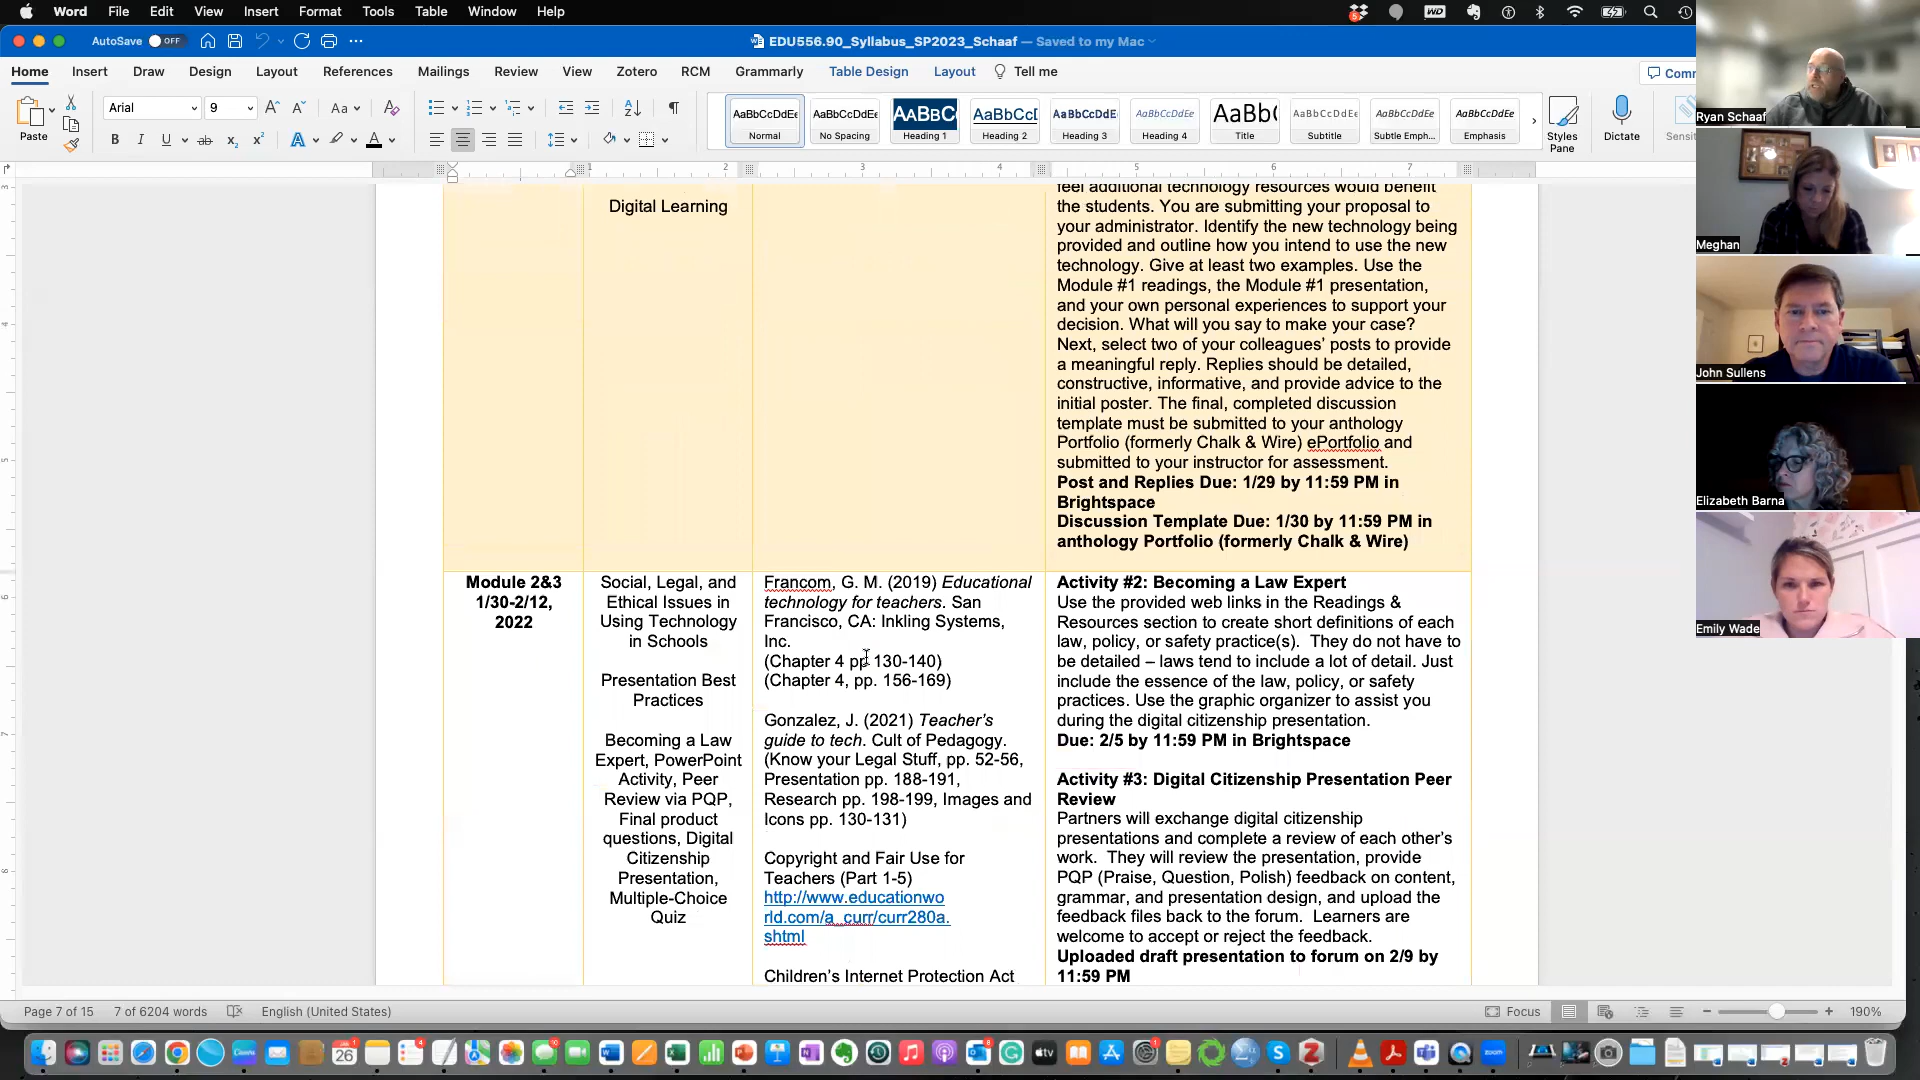 Word File Edit View Insert Format Tools Table Window Help
AutoSave OFF
EDU556.90_Syllabus_SP2023_Schaaf — Saved to my Mac
Home Insert Draw Design Layout References Mailings Review View Zotero RCM Grammarly Table Design Layout Tell me
Paste
Arial 9
AaBbCcDdEe Normal
AaBbCcDdEe No Spacing
AaBbC Heading 1
AaBbCcI Heading 2
AaBbCcDdE Heading 3
AaBbCcDdEe Heading 4
AaBb( Title
AaBbCcDdEe Subtitle
AaBbCcDdEe Subtle Emph...
AaBbCcDdEe Emphasis
Styles Pane
Dictate
Digital Learning
feel additional technology resources would benefit
the students. You are submitting your proposal to
your administrator. Identify the new technology being
provided and outline how you intend to use the new
technology. Give at least two examples. Use the
Module #1 readings, the Module #1 presentation,
and your own personal experiences to support your
decision. What will you say to make your case?
Next, select two of your colleagues’ posts to provide
a meaningful reply. Replies should be detailed,
constructive, informative, and provide advice to the
initial poster. The final, completed discussion
template must be submitted to your anthology
Portfolio (formerly Chalk & Wire) ePortfolio and
submitted to your instructor for assessment.
Post and Replies Due: 1/29 by 11:59 PM in
Brightspace
Discussion Template Due: 1/30 by 11:59 PM in
anthology Portfolio (formerly Chalk & Wire)
Module 2&3
1/30-2/12,
2022
Social, Legal, and
Ethical Issues in
Using Technology
in Schools
Presentation Best
Practices
Becoming a Law
Expert, PowerPoint
Activity, Peer
Review via PQP,
Final product
questions, Digital
Citizenship
Presentation,
Multiple-Choice
Quiz
Francom, G. M. (2019) Educational
technology for teachers. San
Francisco, CA: Inkling Systems,
Inc.
(Chapter 4 pp 130-140)
(Chapter 4, pp. 156-169)
Gonzalez, J. (2021) Teacher’s
guide to tech. Cult of Pedagogy.
(Know your Legal Stuff, pp. 52-56,
Presentation pp. 188-191,
Research pp. 198-199, Images and
Icons pp. 130-131)
Copyright and Fair Use for
Teachers (Part 1-5)
http://www.educationwo
rld.com/a_curr/curr280a.
shtml
Children’s Internet Protection Act
Activity #2: Becoming a Law Expert
Use the provided web links in the Readings &
Resources section to create short definitions of each
law, policy, or safety practice(s). They do not have to
be detailed – laws tend to include a lot of detail. Just
include the essence of the law, policy, or safety
practices. Use the graphic organizer to assist you
during the digital citizenship presentation.
Due: 2/5 by 11:59 PM in Brightspace
Activity #3: Digital Citizenship Presentation Peer
Review
Partners will exchange digital citizenship
presentations and complete a review of each other’s
work. They will review the presentation, provide
PQP (Praise, Question, Polish) feedback on content,
grammar, and presentation design, and upload the
feedback files back to the forum. Learners are
welcome to accept or reject the feedback.
Uploaded draft presentation to forum on 2/9 by
11:59 PM
Ryan Schaaf
Meghan
John Sullens
Elizabeth Barna
Emily Wade
Page 7 of 15 7 of 6204 words English (United States) Focus 190%